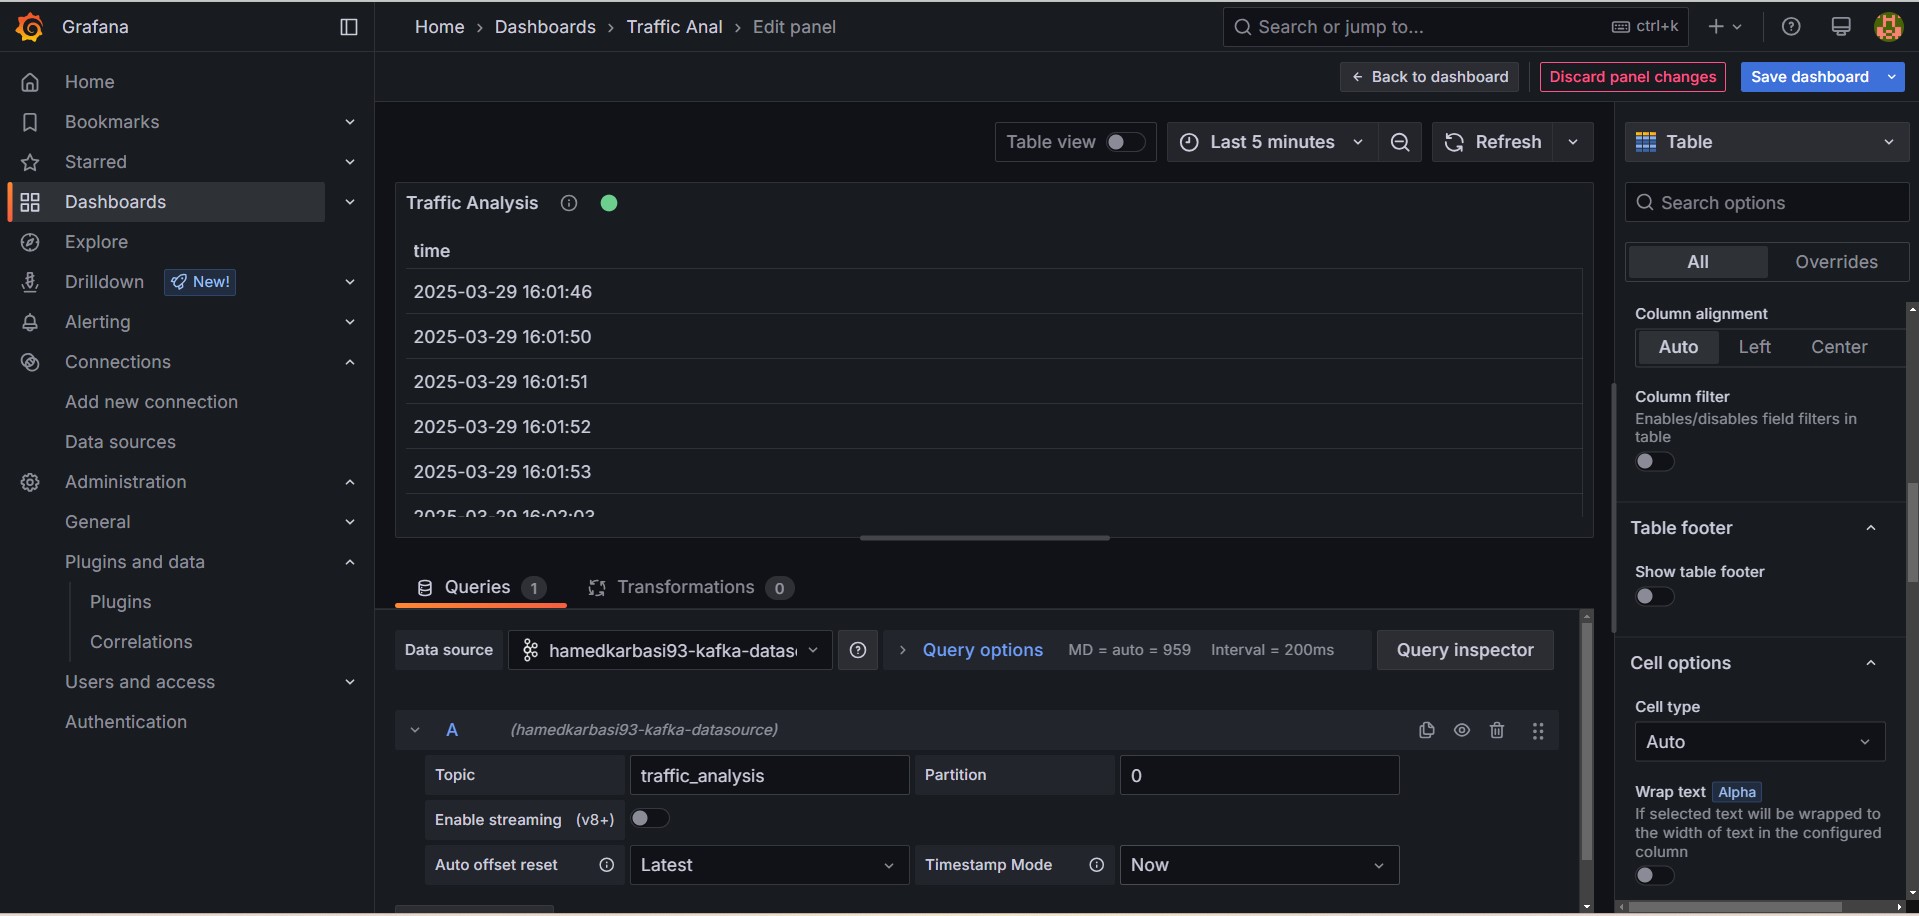 Grafana
Home › Dashboards › Traffic Anal › Edit panel
Search or jump to...
ctrl+k
Back to dashboard
Discard panel changes
Save dashboard
Home
Bookmarks
Starred
Dashboards
Explore
Drilldown
New!
Alerting
Connections
Add new connection
Data sources
Administration
General
Plugins and data
Plugins
Correlations
Users and access
Authentication
Table view
Last 5 minutes
Refresh
Traffic Analysis
time
2025-03-29 16:01:46
2025-03-29 16:01:50
2025-03-29 16:01:51
2025-03-29 16:01:52
2025-03-29 16:01:53
2025-03-29 16:02:03
Queries 1
Transformations 0
Data source
hamedkarbasi93-kafka-datas
Query options
MD = auto = 959
Interval = 200ms
Query inspector
A
(hamedkarbasi93-kafka-datasource)
Topic
traffic_analysis
Partition
0
Enable streaming (v8+)
Auto offset reset
Latest
Timestamp Mode
Now
Table
Search options
All
Overrides
Column alignment
Auto
Left
Center
Column filter
Enables/disables field filters in
table
Table footer
Show table footer
Cell options
Cell type
Auto
Wrap text
Alpha
If selected text will be wrapped to
the width of text in the configured
column